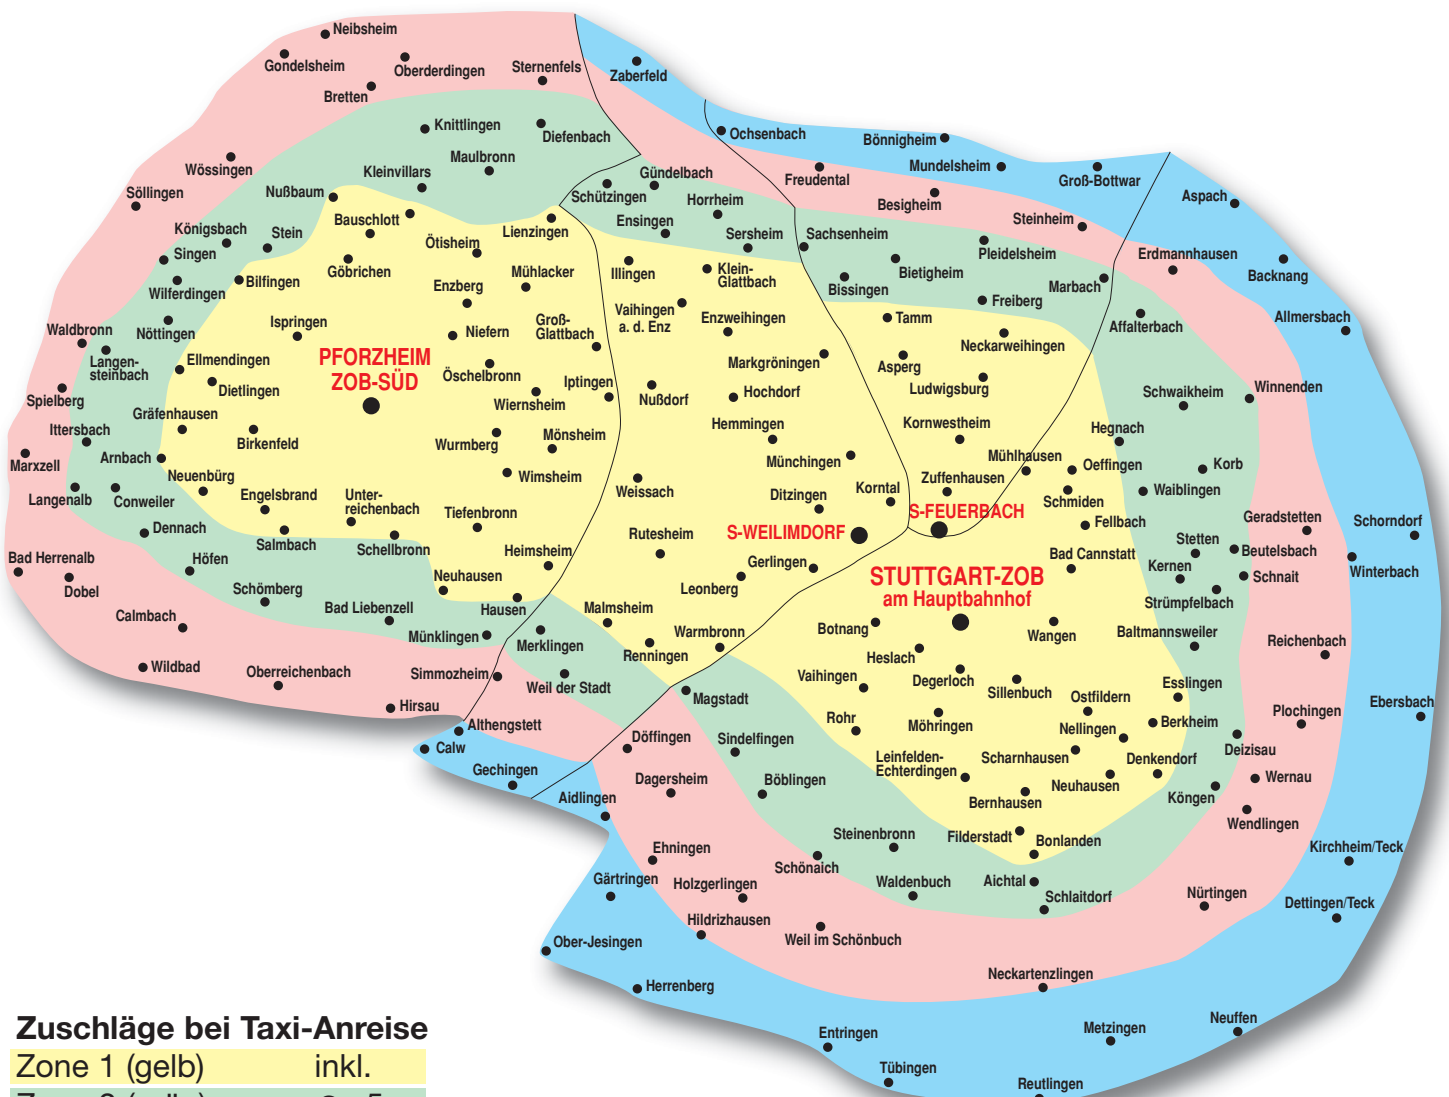 Neibsheim
Gondelsheim
Oberderdingen
Sternenfels
Zaberfeld
Bretten
Knittlingen
Diefenbach
Ochsenbach
Bönnigheim
Maulbronn
Mundelsheim
Groß-Bottwar
Wössingen
Kleinvillars
Gündelbach
Freudental
Söllingen
Nußbaum
Schützingen
Horrheim
Besigheim
Aspach
Bauschlott
Ensingen
Steinheim
Königsbach
Stein
Lienzingen
Sersheim
Sachsenheim
Singen
Ötisheim
Pleidelsheim
Erdmannhausen
Göbrichen
Mühlacker
Illingen
Klein-
Glattbach
Bietigheim
Backnang
Wilferdingen
Bilfingen
Enzberg
Bissingen
Marbach
Freiberg
Vaihingen
a. d. Enz
Enzweihingen
Tamm
Allmersbach
Nöttingen
Ispringen
Niefern
Groß-
Glattbach
Affalterbach
Waldbronn
Neckarweihingen
Langen-
steinbach
Ellmendingen
PFORZHEIM
ZOB-SÜD
Markgröningen
Asperg
Öschelbronn
Iptingen
Dietlingen
Nußdorf
Hochdorf
Ludwigsburg
Schwaikheim
Winnenden
Spielberg
Wiernsheim
Gräfenhausen
Hemmingen
Kornwestheim
Ittersbach
Birkenfeld
Wurmberg
Mönsheim
Hegnach
Marxzell
Arnbach
Münchingen
Mühlhausen
Oeffingen
Korb
Neuenbürg
Wimsheim
Weissach
Zuffenhausen
Langenalb
Conweiler
Engelsbrand
Unter-
reichenbach
Ditzingen
Korntal
Schmiden
Waiblingen
Tiefenbronn
S-FEUERBACH
Fellbach
Geradstetten
Schorndorf
Dennach
Salmbach
Schellbronn
Rutesheim
S-WEILIMDORF
Stetten
Bad Herrenalb
Höfen
Heimsheim
Gerlingen
Bad Cannstatt
Beutelsbach
Kernen
Winterbach
Dobel
Neuhausen
Leonberg
STUTTGART-ZOB
am Hauptbahnhof
Schnait
Schömberg
Hausen
Strümpfelbach
Calmbach
Bad Liebenzell
Malmsheim
Münklingen
Warmbronn
Botnang
Wangen
Baltmannsweiler
Reichenbach
Merklingen
Renningen
Heslach
Wildbad
Oberreichenbach
Simmozheim
Weil der Stadt
Vaihingen
Degerloch
Sillenbuch
Esslingen
Hirsau
Magstadt
Ostfildern
Ebersbach
Althengstett
Rohr
Möhringen
Nellingen
Berkheim
Plochingen
Calw
Döffingen
Sindelfingen
Deizisau
Gechingen
Leinfelden-
Echterdingen
Scharnhausen
Denkendorf
Dagersheim
Böblingen
Neuhausen
Wernau
Aidlingen
Bernhausen
Köngen
Steinenbronn
Filderstadt
Bonlanden
Wendlingen
Ehningen
Schönaich
Kirchheim/Teck
Gärtringen
Holzgerlingen
Waldenbuch
Aichtal
Schlaitdorf
Nürtingen
Dettingen/Teck
Hildrizhausen
Ober-Jesingen
Weil im Schönbuch
Neckartenzlingen
Herrenberg
Entringen
Metzingen
Neuffen
Tübingen
Reutlingen
Zuschläge bei Taxi-Anreise
Zone 1 (gelb) inkl.